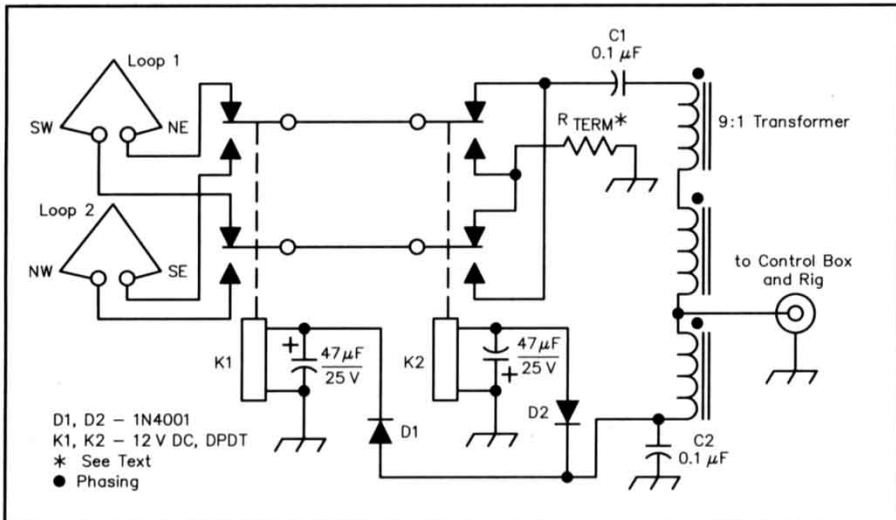 C1
0.1 µF
Loop 1
SW
NE
R TERM*
9:1 Transformer
Loop 2
NW
SE
to Control Box
and Rig
K1
+
47µF
25 V
K2
47µF
25 V
+
D1
D2
C2
0.1 µF
D1, D2 – 1N4001
K1, K2 – 12 V DC, DPDT
* See Text
● Phasing